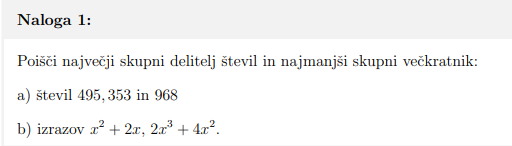 Naloga 1:
Poišči največji skupni delitelj števil in najmanjši skupni večkratnik:
a) števil 495, 353 in 968
b) izrazov x² + 2x, 2x³ + 4x².